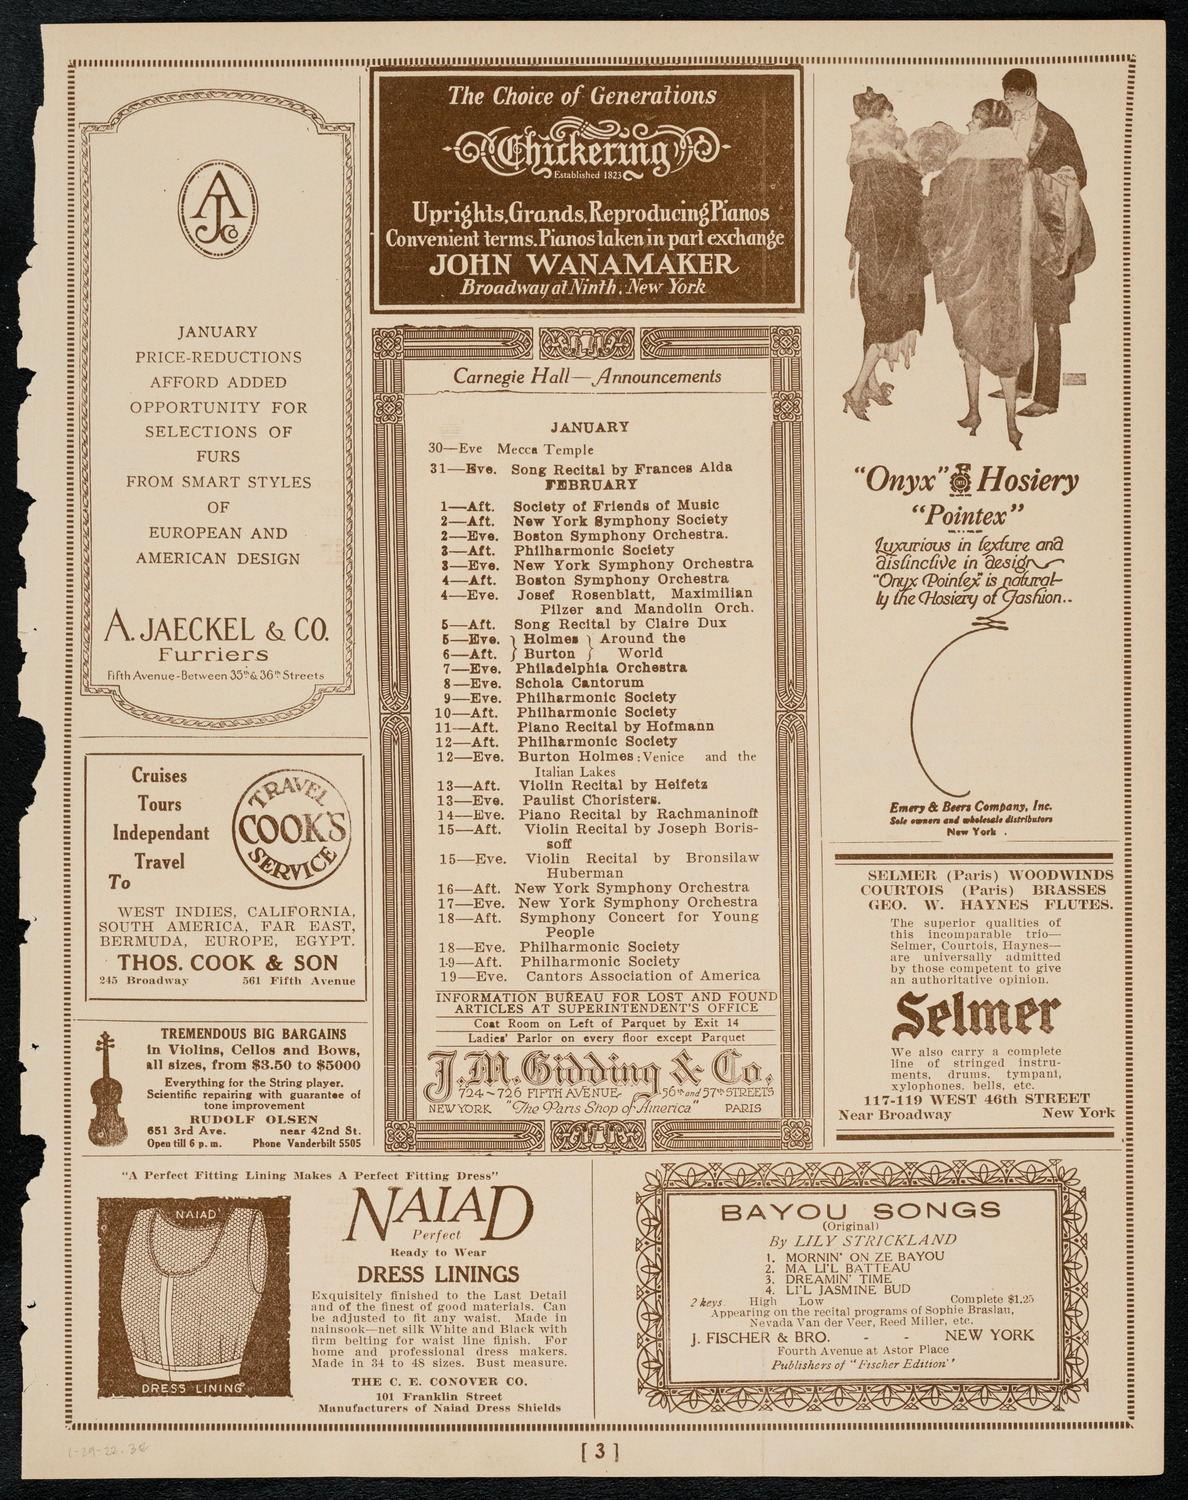 AJCo
JANUARY
PRICE-REDUCTIONS
AFFORD ADDED
OPPORTUNITY FOR
SELECTIONS OF
FURS
FROM SMART STYLES
OF
EUROPEAN AND
AMERICAN DESIGN
A. JAECKEL & CO.
Furriers
Fifth Avenue-Between 35th & 36th Streets
Cruises
Tours
Independant
Travel
To
TRAVEL
COOK'S
SERVICE
WEST INDIES, CALIFORNIA,
SOUTH AMERICA, FAR EAST,
BERMUDA, EUROPE, EGYPT.
THOS. COOK & SON
245 Broadway 561 Fifth Avenue
TREMENDOUS BIG BARGAINS
in Violins, Cellos and Bows,
all sizes, from $3.50 to $5000
Everything for the String player.
Scientific repairing with guarantee of
tone improvement
RUDOLF OLSEN
651 3rd Ave. near 42nd St.
Open till 6 p. m. Phone Vanderbilt 5505
The Choice of Generations
Chickering
Established 1823
Uprights, Grands, Reproducing Pianos
Convenient terms. Pianos taken in part exchange
JOHN WANAMAKER
Broadway at Ninth, New York
Carnegie Hall—Announcements
JANUARY
30—Eve Mecca Temple
31—Eve. Song Recital by Frances Alda
FEBRUARY
1—Aft. Society of Friends of Music
2—Aft. New York Symphony Society
2—Eve. Boston Symphony Orchestra.
3—Aft. Philharmonic Society
3—Eve. New York Symphony Orchestra
4—Aft. Boston Symphony Orchestra
4—Eve. Josef Rosenblatt, Maximilian
Pilzer and Mandolin Orch.
5—Aft. Song Recital by Claire Dux
5—Eve. } Holmes } Around the
6—Aft. } Burton } World
7—Eve. Philadelphia Orchestra
8—Eve. Schola Cantorum
9—Eve. Philharmonic Society
10—Aft. Philharmonic Society
11—Aft. Piano Recital by Hofmann
12—Aft. Philharmonic Society
12—Eve. Burton Holmes: Venice and the
Italian Lakes
13—Aft. Violin Recital by Heifetz
13—Eve. Paulist Choristers.
14—Eve. Piano Recital by Rachmaninoff
15—Aft. Violin Recital by Joseph Boris-
soff
15—Eve. Violin Recital by Bronsilaw
Huberman
16—Aft. New York Symphony Orchestra
17—Eve. New York Symphony Orchestra
18—Aft. Symphony Concert for Young
People
18—Eve. Philharmonic Society
19—Aft. Philharmonic Society
19—Eve. Cantors Association of America
INFORMATION BUREAU FOR LOST AND FOUND
ARTICLES AT SUPERINTENDENT'S OFFICE
Coat Room on Left of Parquet by Exit 14
Ladies' Parlor on every floor except Parquet
J. M. Gidding & Co.
724~726 FIFTH AVENUE~56th and 57th STREETS
NEW YORK "The Paris Shop of America" PARIS
"Onyx" Hosiery
"Pointex"
Luxurious in texture and
distinctive in design
"Onyx Pointex" is natural-
ly the Hosiery of Fashion..
Emery & Beers Company, Inc.
Sole owners and wholesale distributors
New York .
SELMER (Paris) WOODWINDS
COURTOIS (Paris) BRASSES
GEO. W. HAYNES FLUTES.
The superior qualities of
this incomparable trio—
Selmer, Courtois, Haynes—
are universally admitted
by those competent to give
an authoritative opinion.
Selmer
We also carry a complete
line of stringed instru-
ments, drums, tympani,
xylophones, bells, etc.
117-119 WEST 46th STREET
Near Broadway New York
"A Perfect Fitting Lining Makes A Perfect Fitting Dress"
NAIAD
DRESS LINING
NAIAD
Perfect
Ready to Wear
DRESS LININGS
Exquisitely finished to the Last Detail
and of the finest of good materials. Can
be adjusted to fit any waist. Made in
nainsook—net silk White and Black with
firm belting for waist line finish. For
home and professional dress makers.
Made in 34 to 48 sizes. Bust measure.
THE C. E. CONOVER CO.
101 Franklin Street
Manufacturers of Naiad Dress Shields
BAYOU SONGS
(Original)
By LILY STRICKLAND
1. MORNIN' ON ZE BAYOU
2. MA LI'L BATTEAU
3. DREAMIN' TIME
4. LI'L JASMINE BUD
2 keys High Low Complete $1.25
Appearing on the recital programs of Sophie Braslau,
Nevada Van der Veer, Reed Miller, etc.
J. FISCHER & BRO. - - NEW YORK
Fourth Avenue at Astor Place
Publishers of "Fischer Edition"
1-29-22.
[ 3 ]